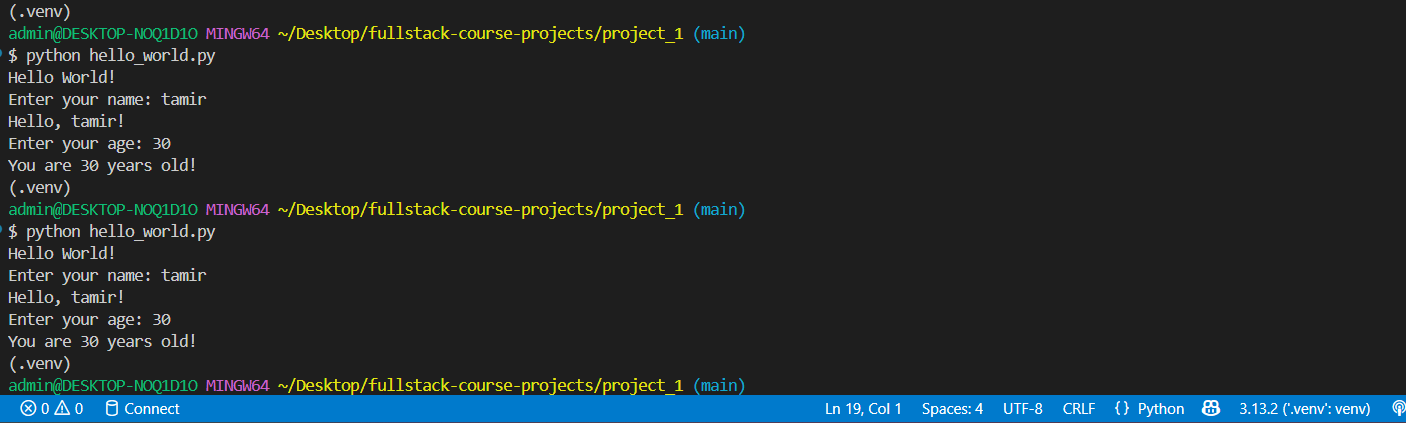 (.venv)
admin@DESKTOP-NOQ1D1O MINGW64 ~/Desktop/fullstack-course-projects/project_1 (main)
$ python hello_world.py
Hello World!
Enter your name: tamir
Hello, tamir!
Enter your age: 30
You are 30 years old!
(.venv)
admin@DESKTOP-NOQ1D1O MINGW64 ~/Desktop/fullstack-course-projects/project_1 (main)
$ python hello_world.py
Hello World!
Enter your name: tamir
Hello, tamir!
Enter your age: 30
You are 30 years old!
(.venv)
admin@DESKTOP-NOQ1D1O MINGW64 ~/Desktop/fullstack-course-projects/project_1 (main)
0 0 Connect Ln 19, Col 1 Spaces: 4 UTF-8 CRLF {} Python 3.13.2 ('.venv': venv)